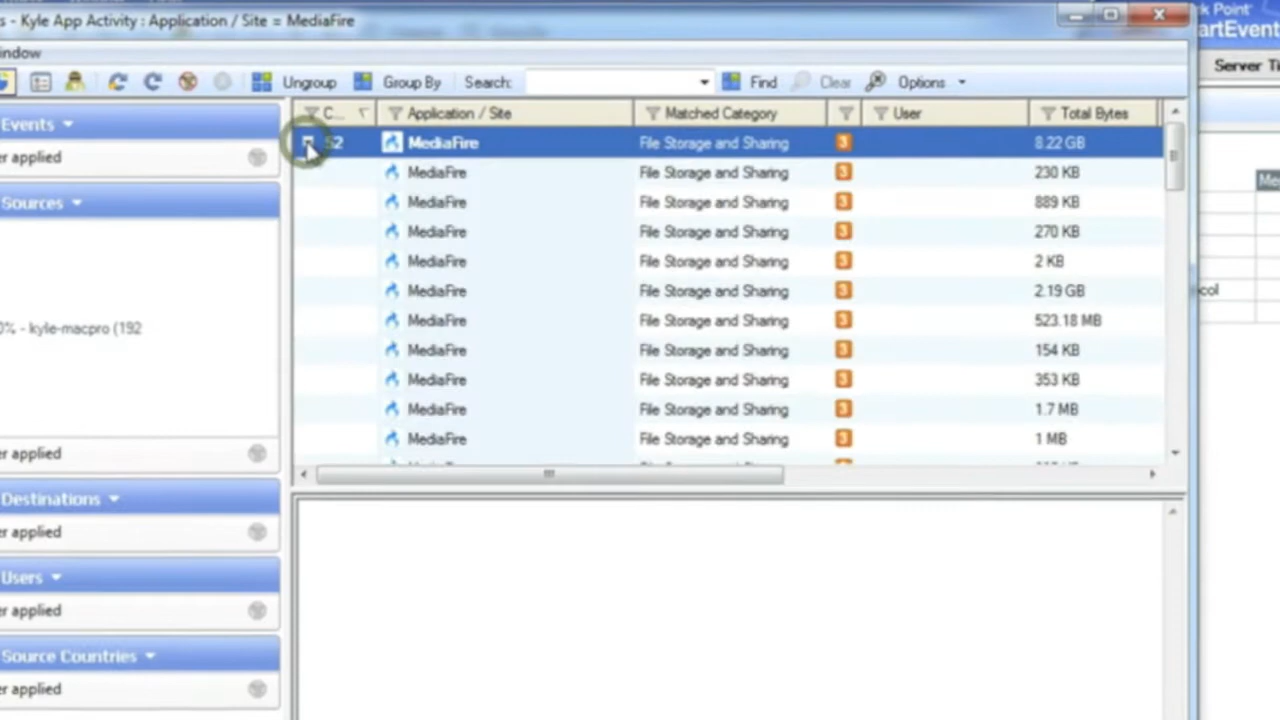 s - Kyle App Activity : Application / Site = MediaFire
ck Point
artEvent
indow
Ungroup Group By Search: Find Clear Options
Server Ti
C... Application / Site Matched Category User Total Bytes
Events
er applied
52 MediaFire File Storage and Sharing 3 8.22 GB
MediaFire File Storage and Sharing 3 230 KB
MediaFire File Storage and Sharing 3 889 KB
Sources
MediaFire File Storage and Sharing 3 270 KB
MediaFire File Storage and Sharing 3 2 KB
MediaFire File Storage and Sharing 3 2.19 GB
col
MediaFire File Storage and Sharing 3 523.18 MB
0% - kyle-macpro (192
MediaFire File Storage and Sharing 3 154 KB
MediaFire File Storage and Sharing 3 353 KB
MediaFire File Storage and Sharing 3 1.7 MB
MediaFire File Storage and Sharing 3 1 MB
er applied
Destinations
er applied
Users
er applied
Source Countries
er applied